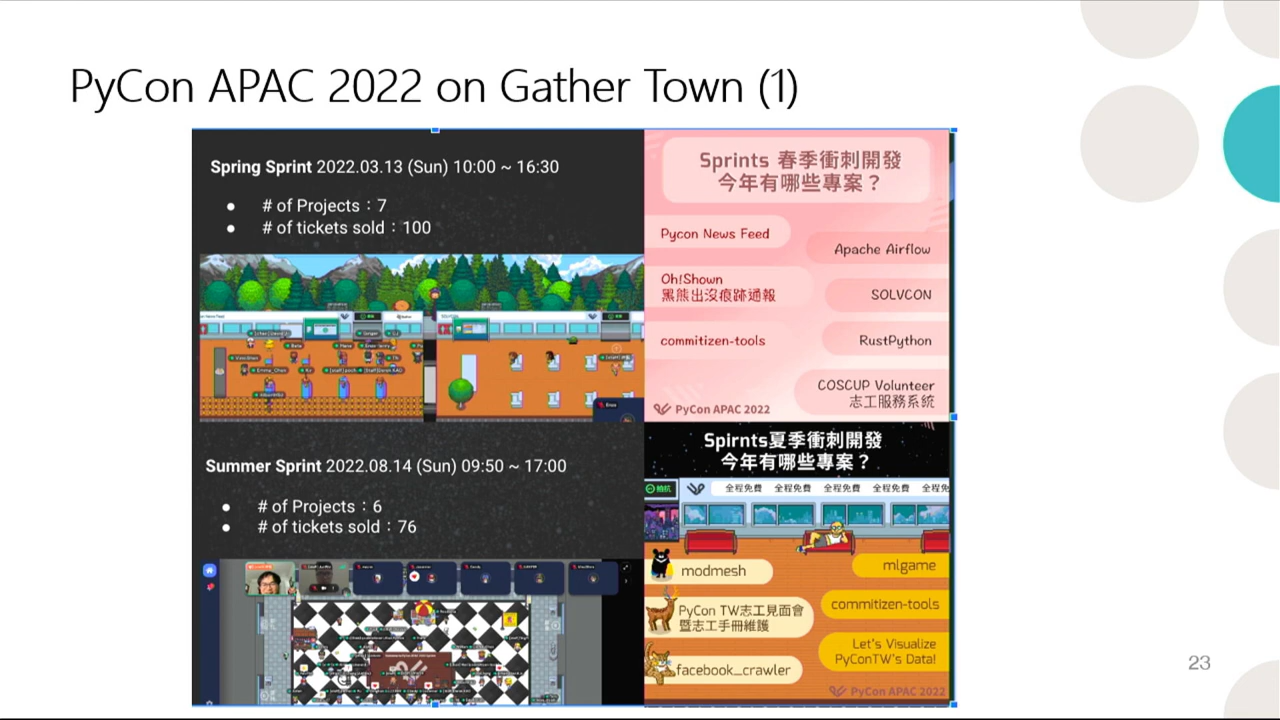 PyCon APAC 2022 on Gather Town (1)
Spring Sprint 2022.03.13 (Sun) 10:00 ~ 16:30
● # of Projects：7
● # of tickets sold：100
Sprints 春季衝刺開發
今年有哪些專案？
Pycon News Feed
Apache Airflow
Oh!Shown
黑熊出沒痕跡通報
SOLVCON
commitizen-tools
RustPython
COSCUP Volunteer
志工服務系統
PyCon APAC 2022
Summer Sprint 2022.08.14 (Sun) 09:50 ~ 17:00
● # of Projects：6
● # of tickets sold：76
Spirnts夏季衝刺開發
今年有哪些專案？
全程免費 全程免費 全程免費 全程免費 全程免
modmesh
mlgame
PyCon TW志工見面會
暨志工手冊維護
commitizen-tools
Let's Visualize
PyConTW's Data!
facebook_crawler
PyCon APAC 2022
23